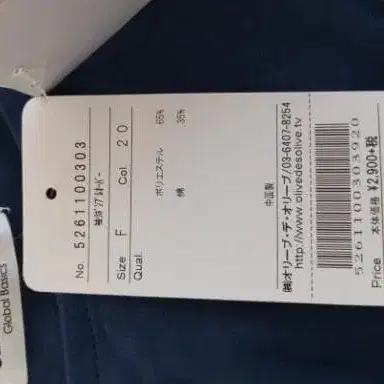 No. 5261100303
Size F Col. 20
Qual.
ポリエステル 65%
綿 35%
中国製
㈱オリーブ・デ・オリーブ/03-6407-8254
http://www.olivedesolive.tv
5261100303920
Price 本体価格 ¥2,900+税
Global Basics